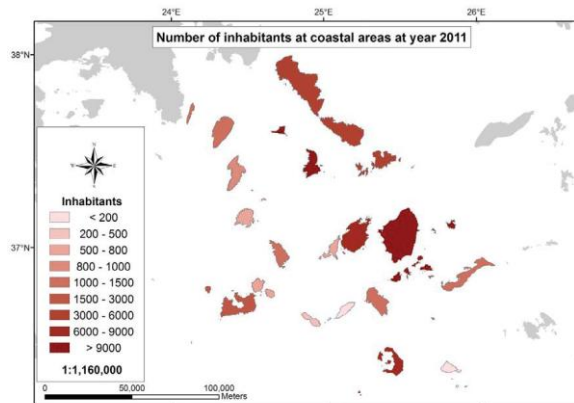 24°E 25°E 26°E
Number of inhabitants at coastal areas at year 2011
38°N
37°N
N
W E
S
Inhabitants
< 200
200 - 500
500 - 800
800 - 1000
1000 - 1500
1500 - 3000
3000 - 6000
6000 - 9000
> 9000
1:1,160,000
0 50,000 100,000
Meters